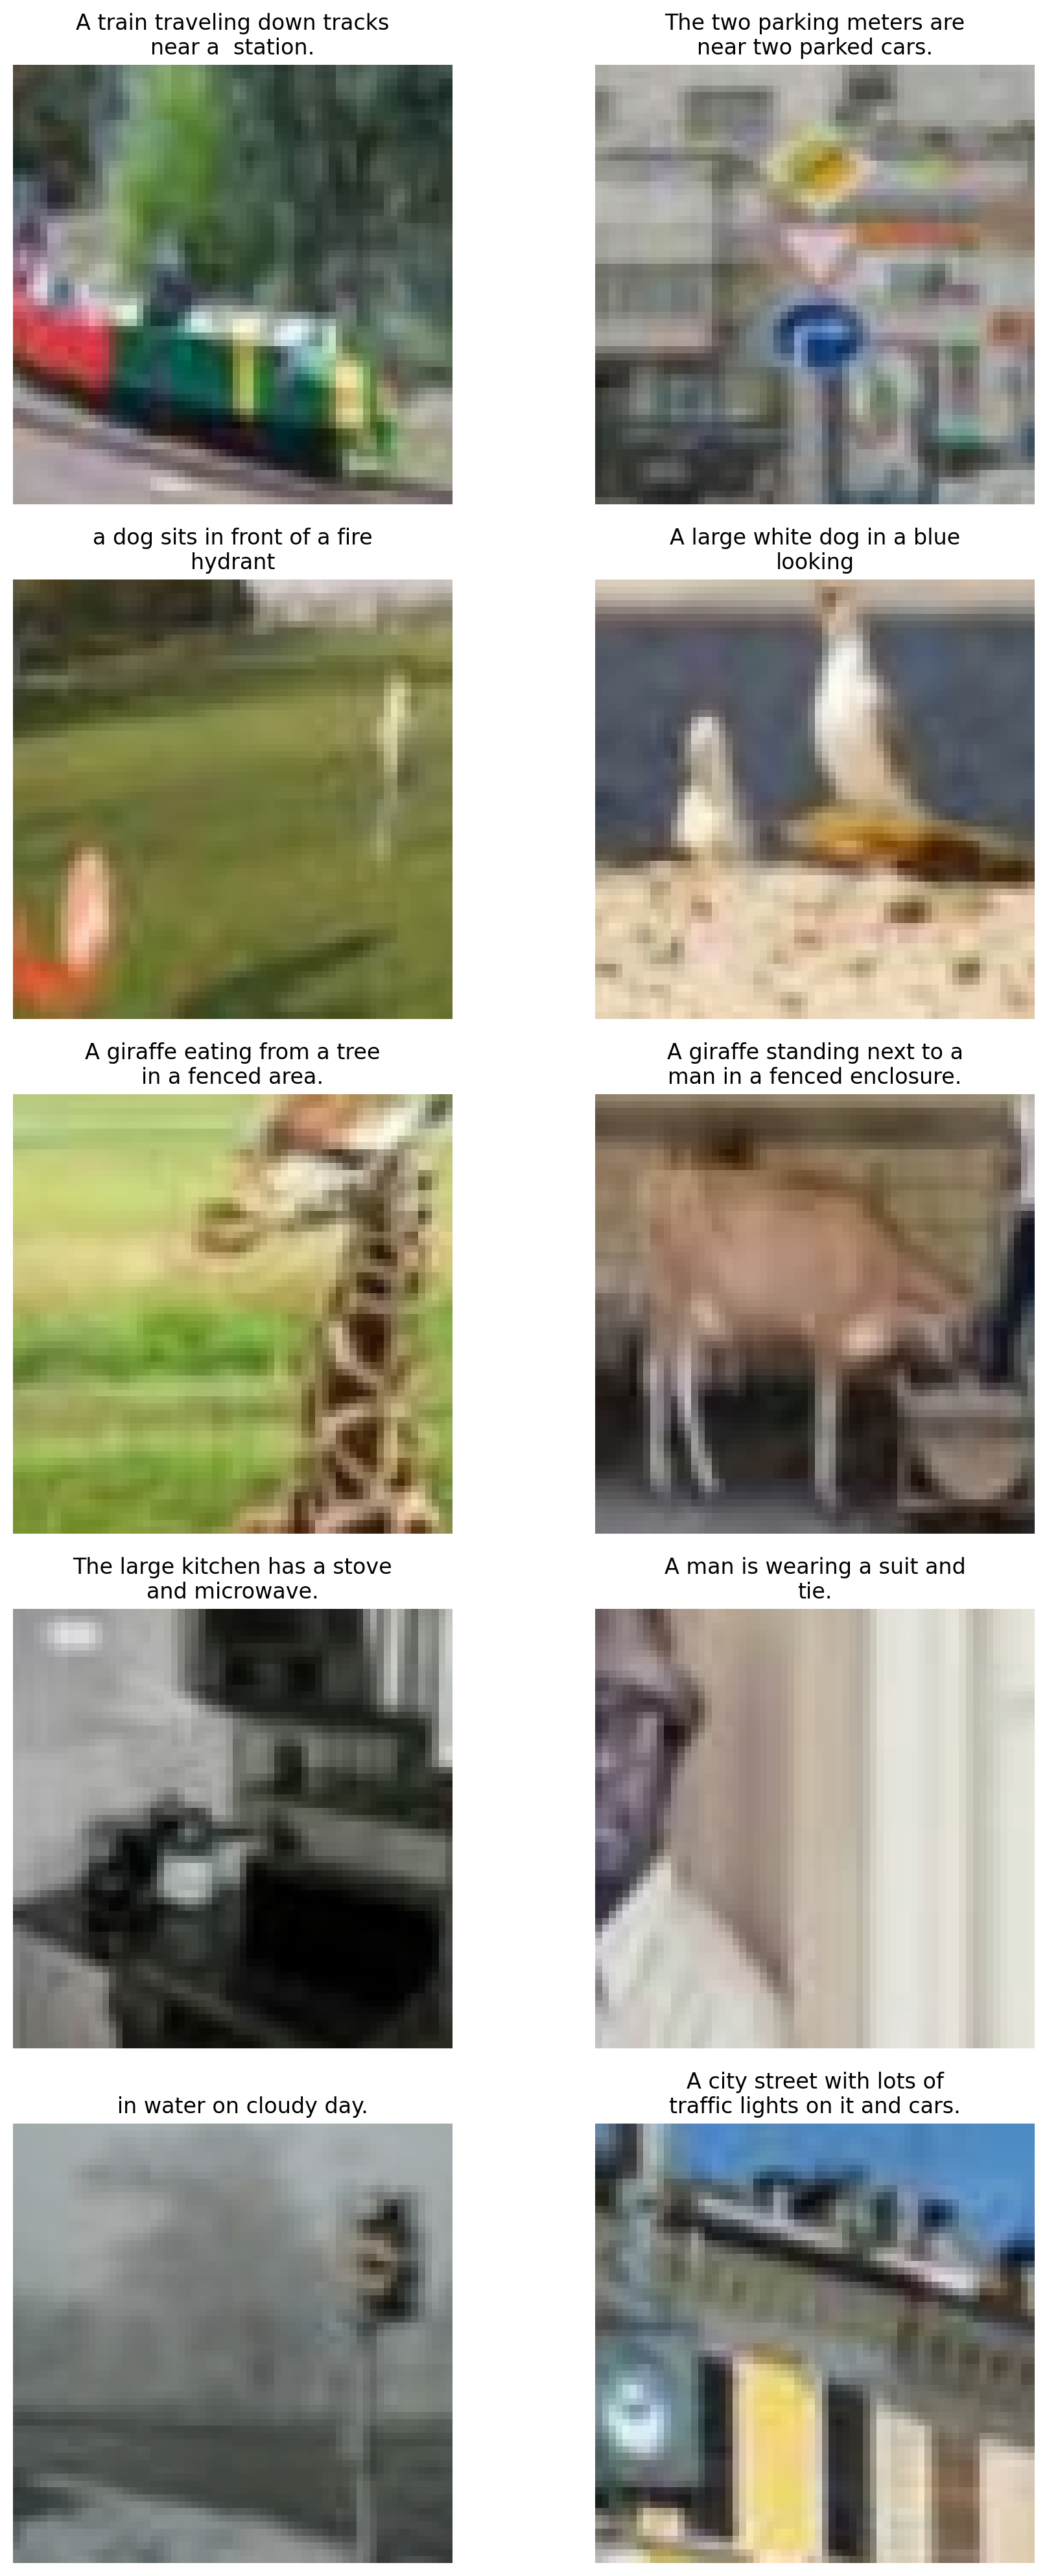 A train traveling down tracks
near a  station.
The two parking meters are
near two parked cars.
a dog sits in front of a fire
hydrant
A large white dog in a blue
looking
A giraffe eating from a tree
in a fenced area.
A giraffe standing next to a
man in a fenced enclosure.
The large kitchen has a stove
and microwave.
A man is wearing a suit and
tie.
in water on cloudy day.
A city street with lots of
traffic lights on it and cars.